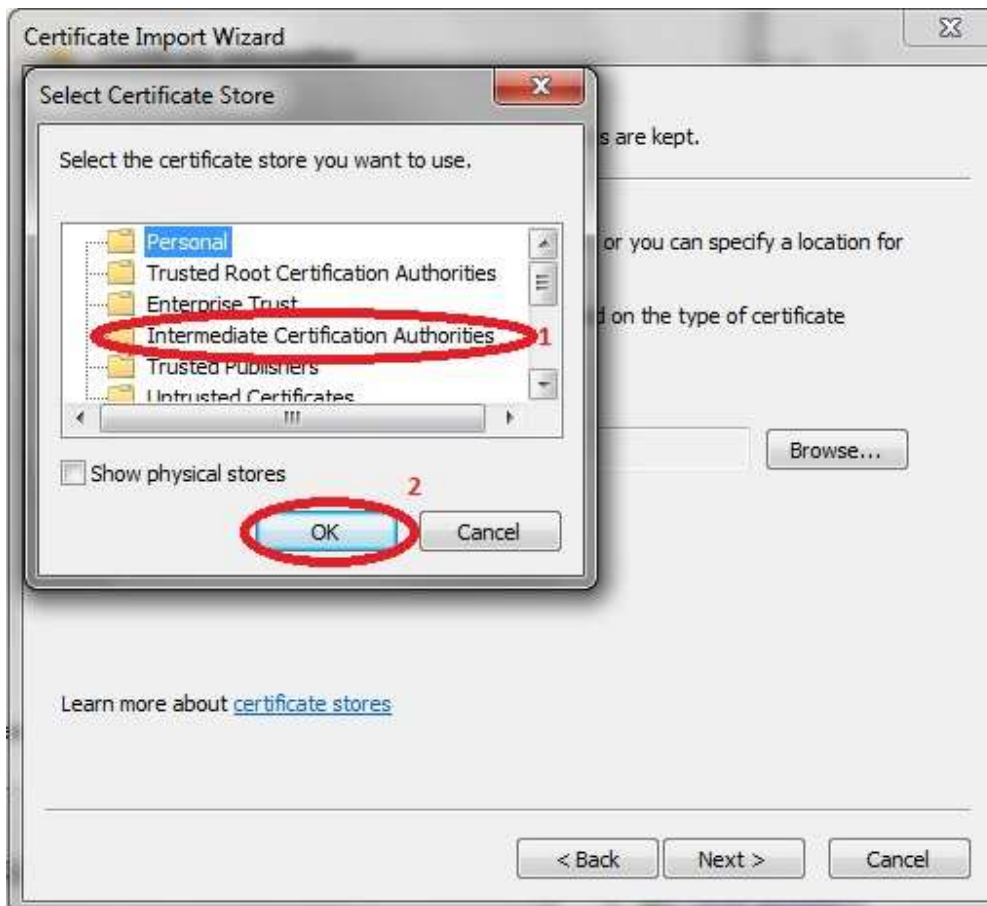 Certificate Import Wizard
Select Certificate Store
Select the certificate store you want to use.
s are kept.
Personal
or you can specify a location for
Trusted Root Certification Authorities
Enterprise Trust
Intermediate Certification Authorities 1
d on the type of certificate
Trusted Publishers
Untrusted Certificates
Browse...
Show physical stores
2
OK Cancel
Learn more about certificate stores
< Back Next > Cancel